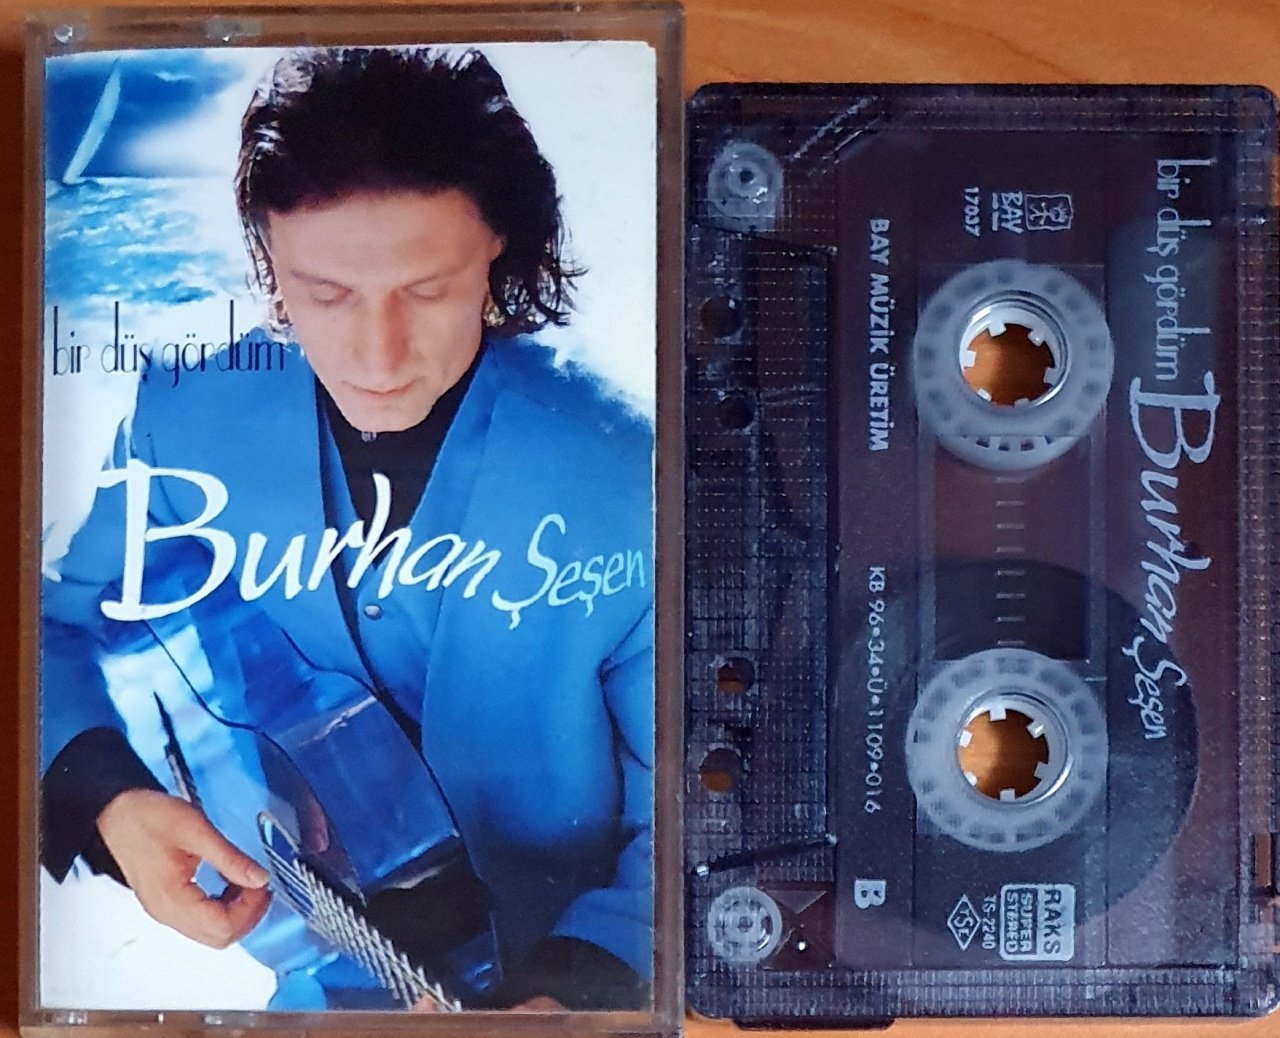 bir düş gördüm
Burhan Şeşen
bir düş gördüm Burhan Şeşen
BAY
17037
BAY MÜZİK ÜRETİM
KB 96•34•Ü•1109•016
B
RAKS
SUPER
STEREO
TS-7240
TSE